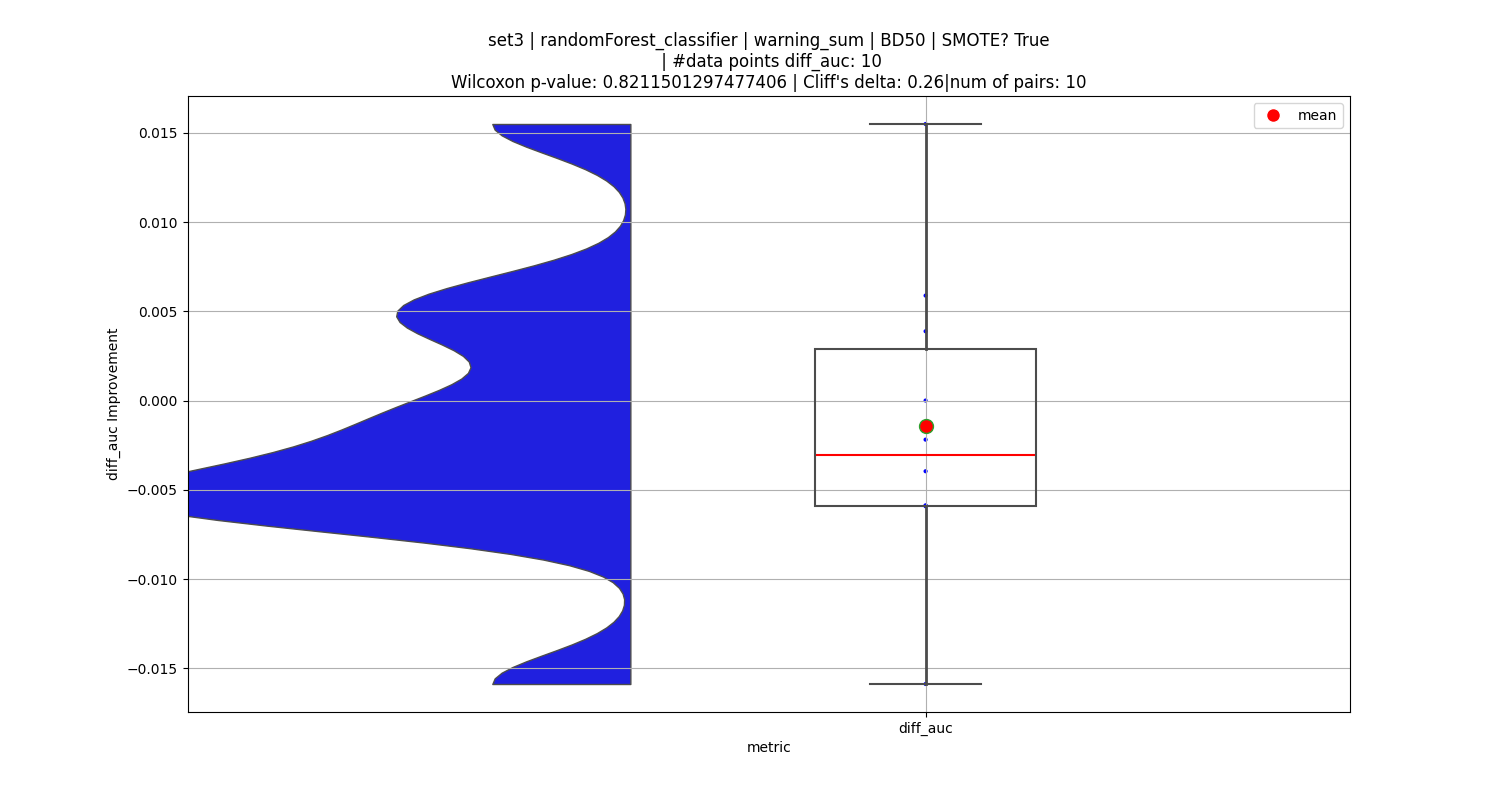 set3 | randomForest_classifier | warning_sum | BD50 | SMOTE? True
| #data points diff_auc: 10
Wilcoxon p-value: 0.8211501297477406 | Cliff's delta: 0.26|num of pairs: 10
mean
0.015
0.010
0.005
0.000
−0.005
−0.010
−0.015
diff_auc Improvement
diff_auc
metric